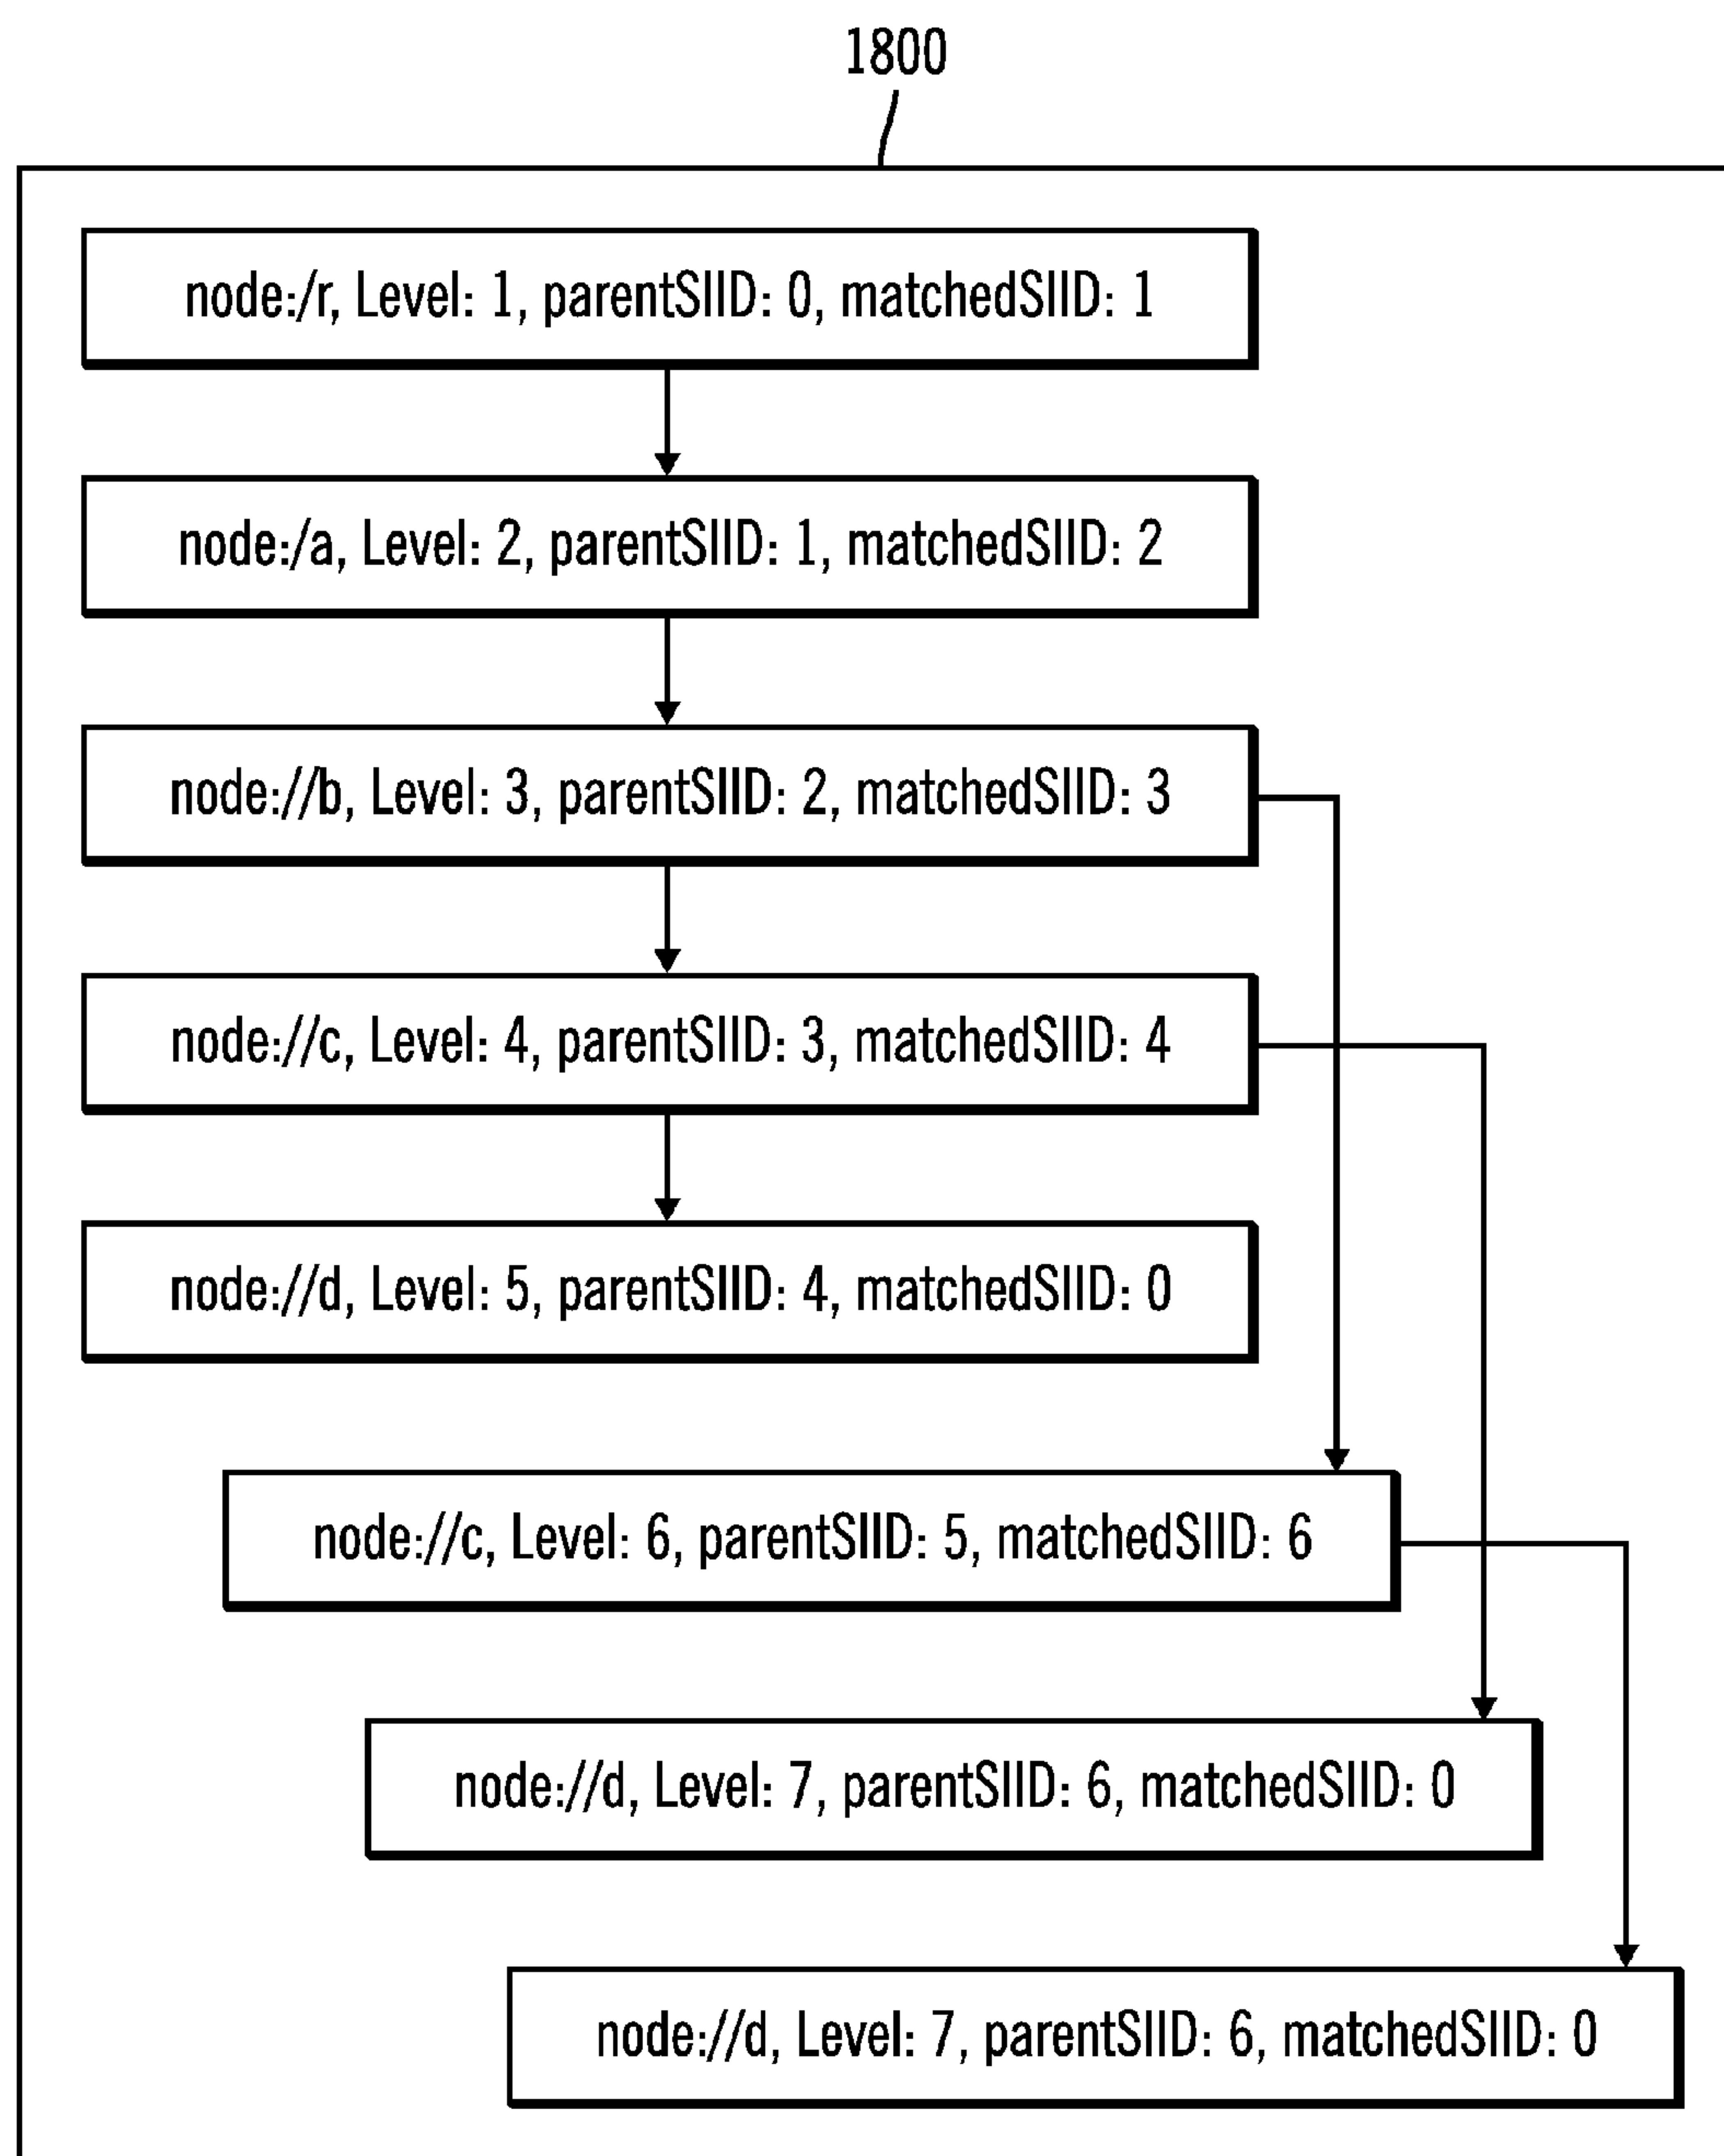 1800
node:/r, Level: 1, parentSIID: 0, matchedSIID: 1
node:/a, Level: 2, parentSIID: 1, matchedSIID: 2
node://b, Level: 3, parentSIID: 2, matchedSIID: 3
node://c, Level: 4, parentSIID: 3, matchedSIID: 4
node://d, Level: 5, parentSIID: 4, matchedSIID: 0
node://c, Level: 6, parentSIID: 5, matchedSIID: 6
node://d, Level: 7, parentSIID: 6, matchedSIID: 0
node://d, Level: 7, parentSIID: 6, matchedSIID: 0